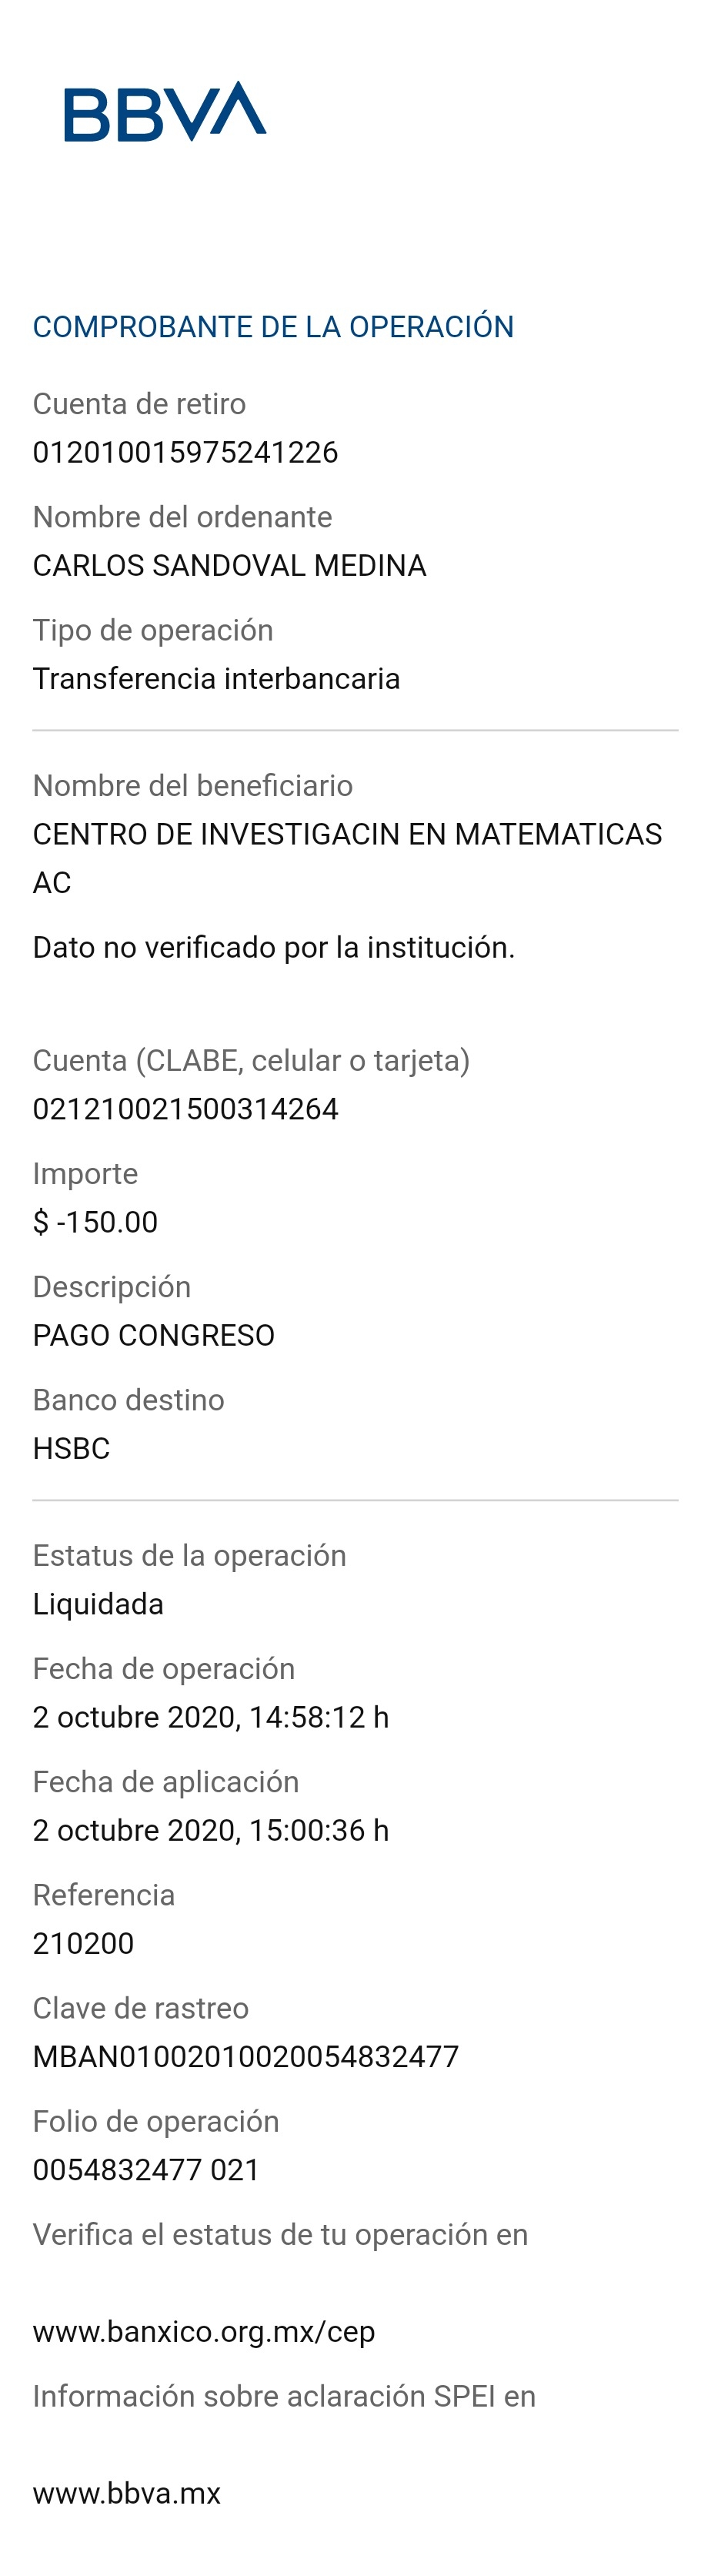 BBVA
COMPROBANTE DE LA OPERACIÓN
Cuenta de retiro
012010015975241226
Nombre del ordenante
CARLOS SANDOVAL MEDINA
Tipo de operación
Transferencia interbancaria
Nombre del beneficiario
CENTRO DE INVESTIGACIN EN MATEMATICAS
AC
Dato no verificado por la institución.
Cuenta (CLABE, celular o tarjeta)
021210021500314264
Importe
$ -150.00
Descripción
PAGO CONGRESO
Banco destino
HSBC
Estatus de la operación
Liquidada
Fecha de operación
2 octubre 2020, 14:58:12 h
Fecha de aplicación
2 octubre 2020, 15:00:36 h
Referencia
210200
Clave de rastreo
MBAN01002010020054832477
Folio de operación
0054832477 021
Verifica el estatus de tu operación en
www.banxico.org.mx/cep
Información sobre aclaración SPEI en
www.bbva.mx